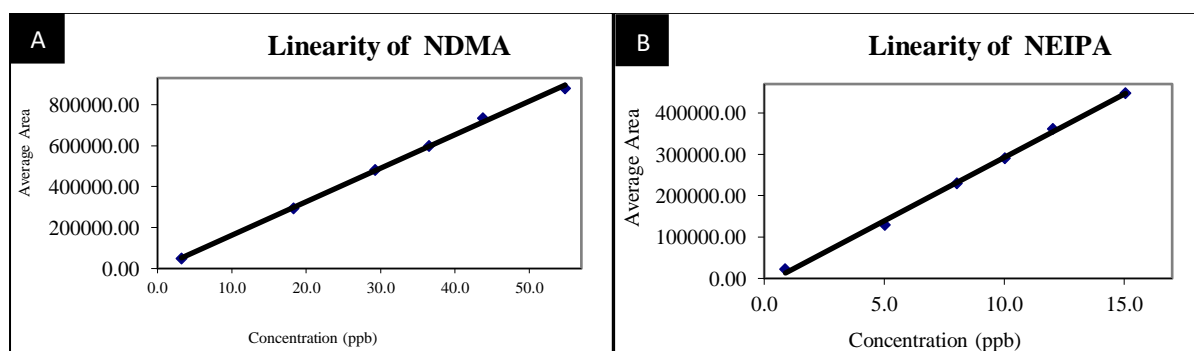 A
Linearity of NDMA
Average Area
800000.00
600000.00
400000.00
200000.00
0.00
0.0 10.0 20.0 30.0 40.0 50.0
Concentration (ppb)
B
Linearity of NEIPA
Average Area
400000.00
300000.00
200000.00
100000.00
0.00
0.0 5.0 10.0 15.0
Concentration (ppb)